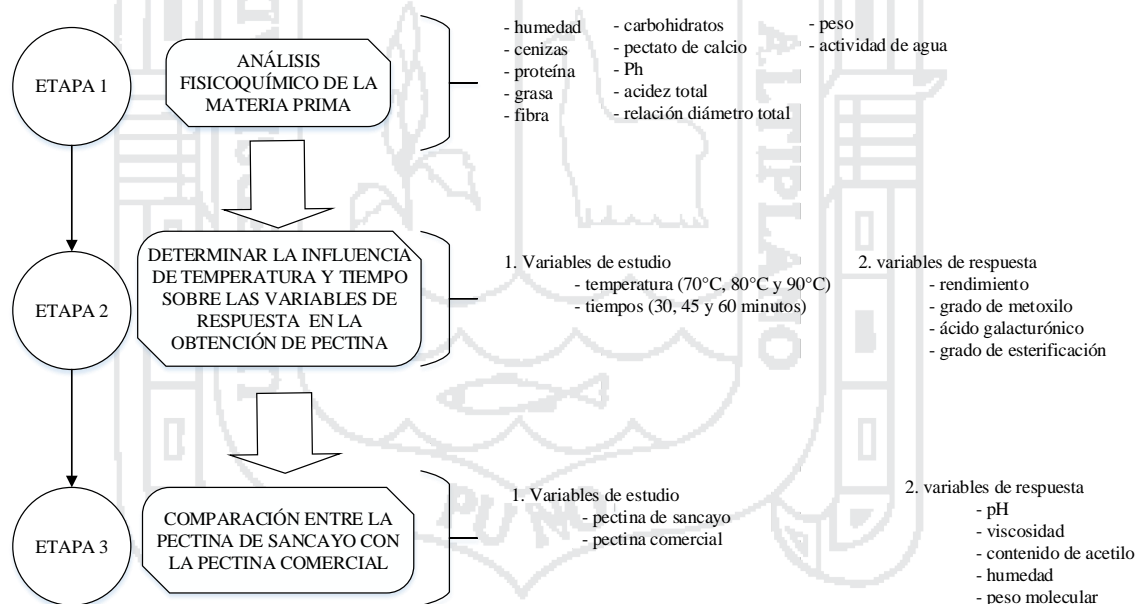 ETAPA 1
ANÁLISIS
FISICOQUÍMICO DE LA
MATERIA PRIMA
- humedad
- cenizas
- proteína
- grasa
- fibra
- carbohidratos
- pectato de calcio
- Ph
- acidez total
- relación diámetro total
- peso
- actividad de agua
ETAPA 2
DETERMINAR LA INFLUENCIA
DE TEMPERATURA Y TIEMPO
SOBRE LAS VARIABLES DE
RESPUESTA EN LA
OBTENCIÓN DE PECTINA
1. Variables de estudio
- temperatura (70°C, 80°C y 90°C)
- tiempos (30, 45 y 60 minutos)
2. variables de respuesta
- rendimiento
- grado de metoxilo
- ácido galacturónico
- grado de esterificación
ETAPA 3
COMPARACIÓN ENTRE LA
PECTINA DE SANCAYO CON
LA PECTINA COMERCIAL
1. Variables de estudio
- pectina de sancayo
- pectina comercial
2. variables de respuesta
- pH
- viscosidad
- contenido de acetilo
- humedad
- peso molecular
ALTIPLANO
PUNO